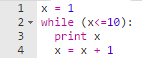 1 x = 1
2 while (x<=10):
3     print x
4     x = x + 1